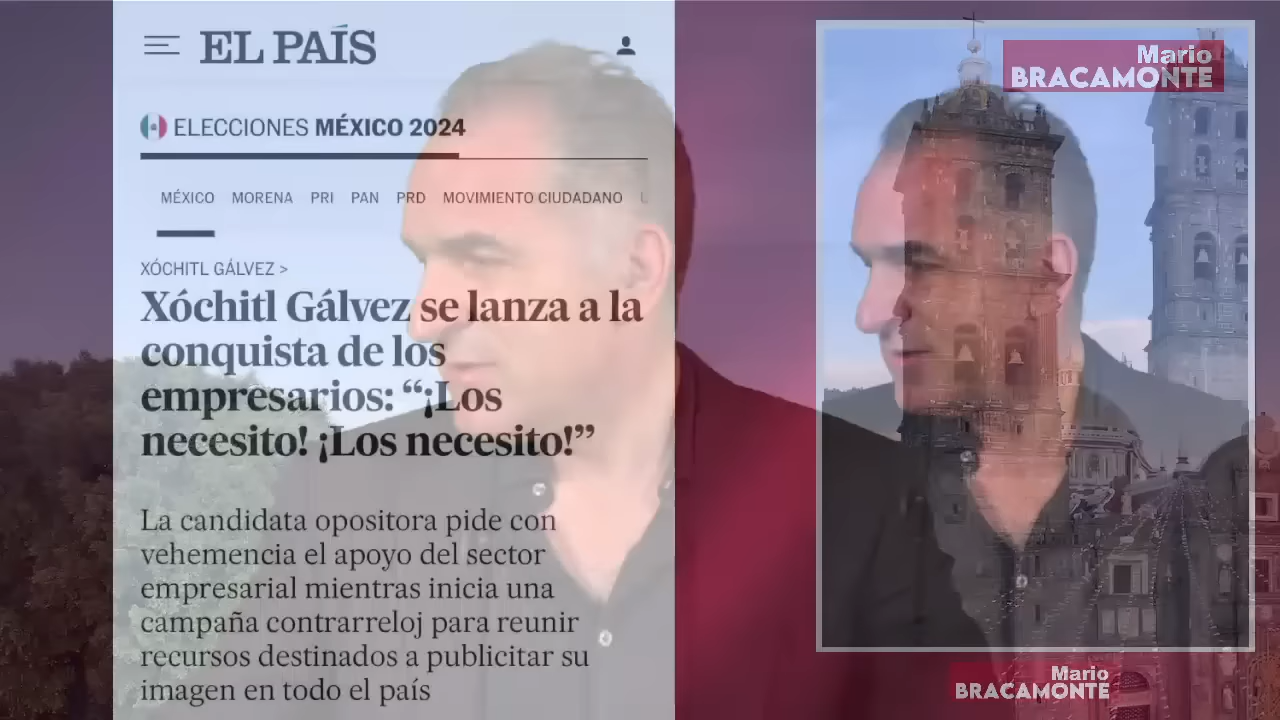 EL PAÍS
ELECCIONES MÉXICO 2024
MÉXICO MORENA PRI PAN PRD MOVIMIENTO CIUDADANO
XÓCHITL GÁLVEZ >
Xóchitl Gálvez se lanza a la
conquista de los
empresarios: “¡Los
necesito! ¡Los necesito!”
La candidata opositora pide con
vehemencia el apoyo del sector
empresarial mientras inicia una
campaña contrarreloj para reunir
recursos destinados a publicitar su
imagen en todo el país
Mario
BRACAMONTE
Mario
BRACAMONTE